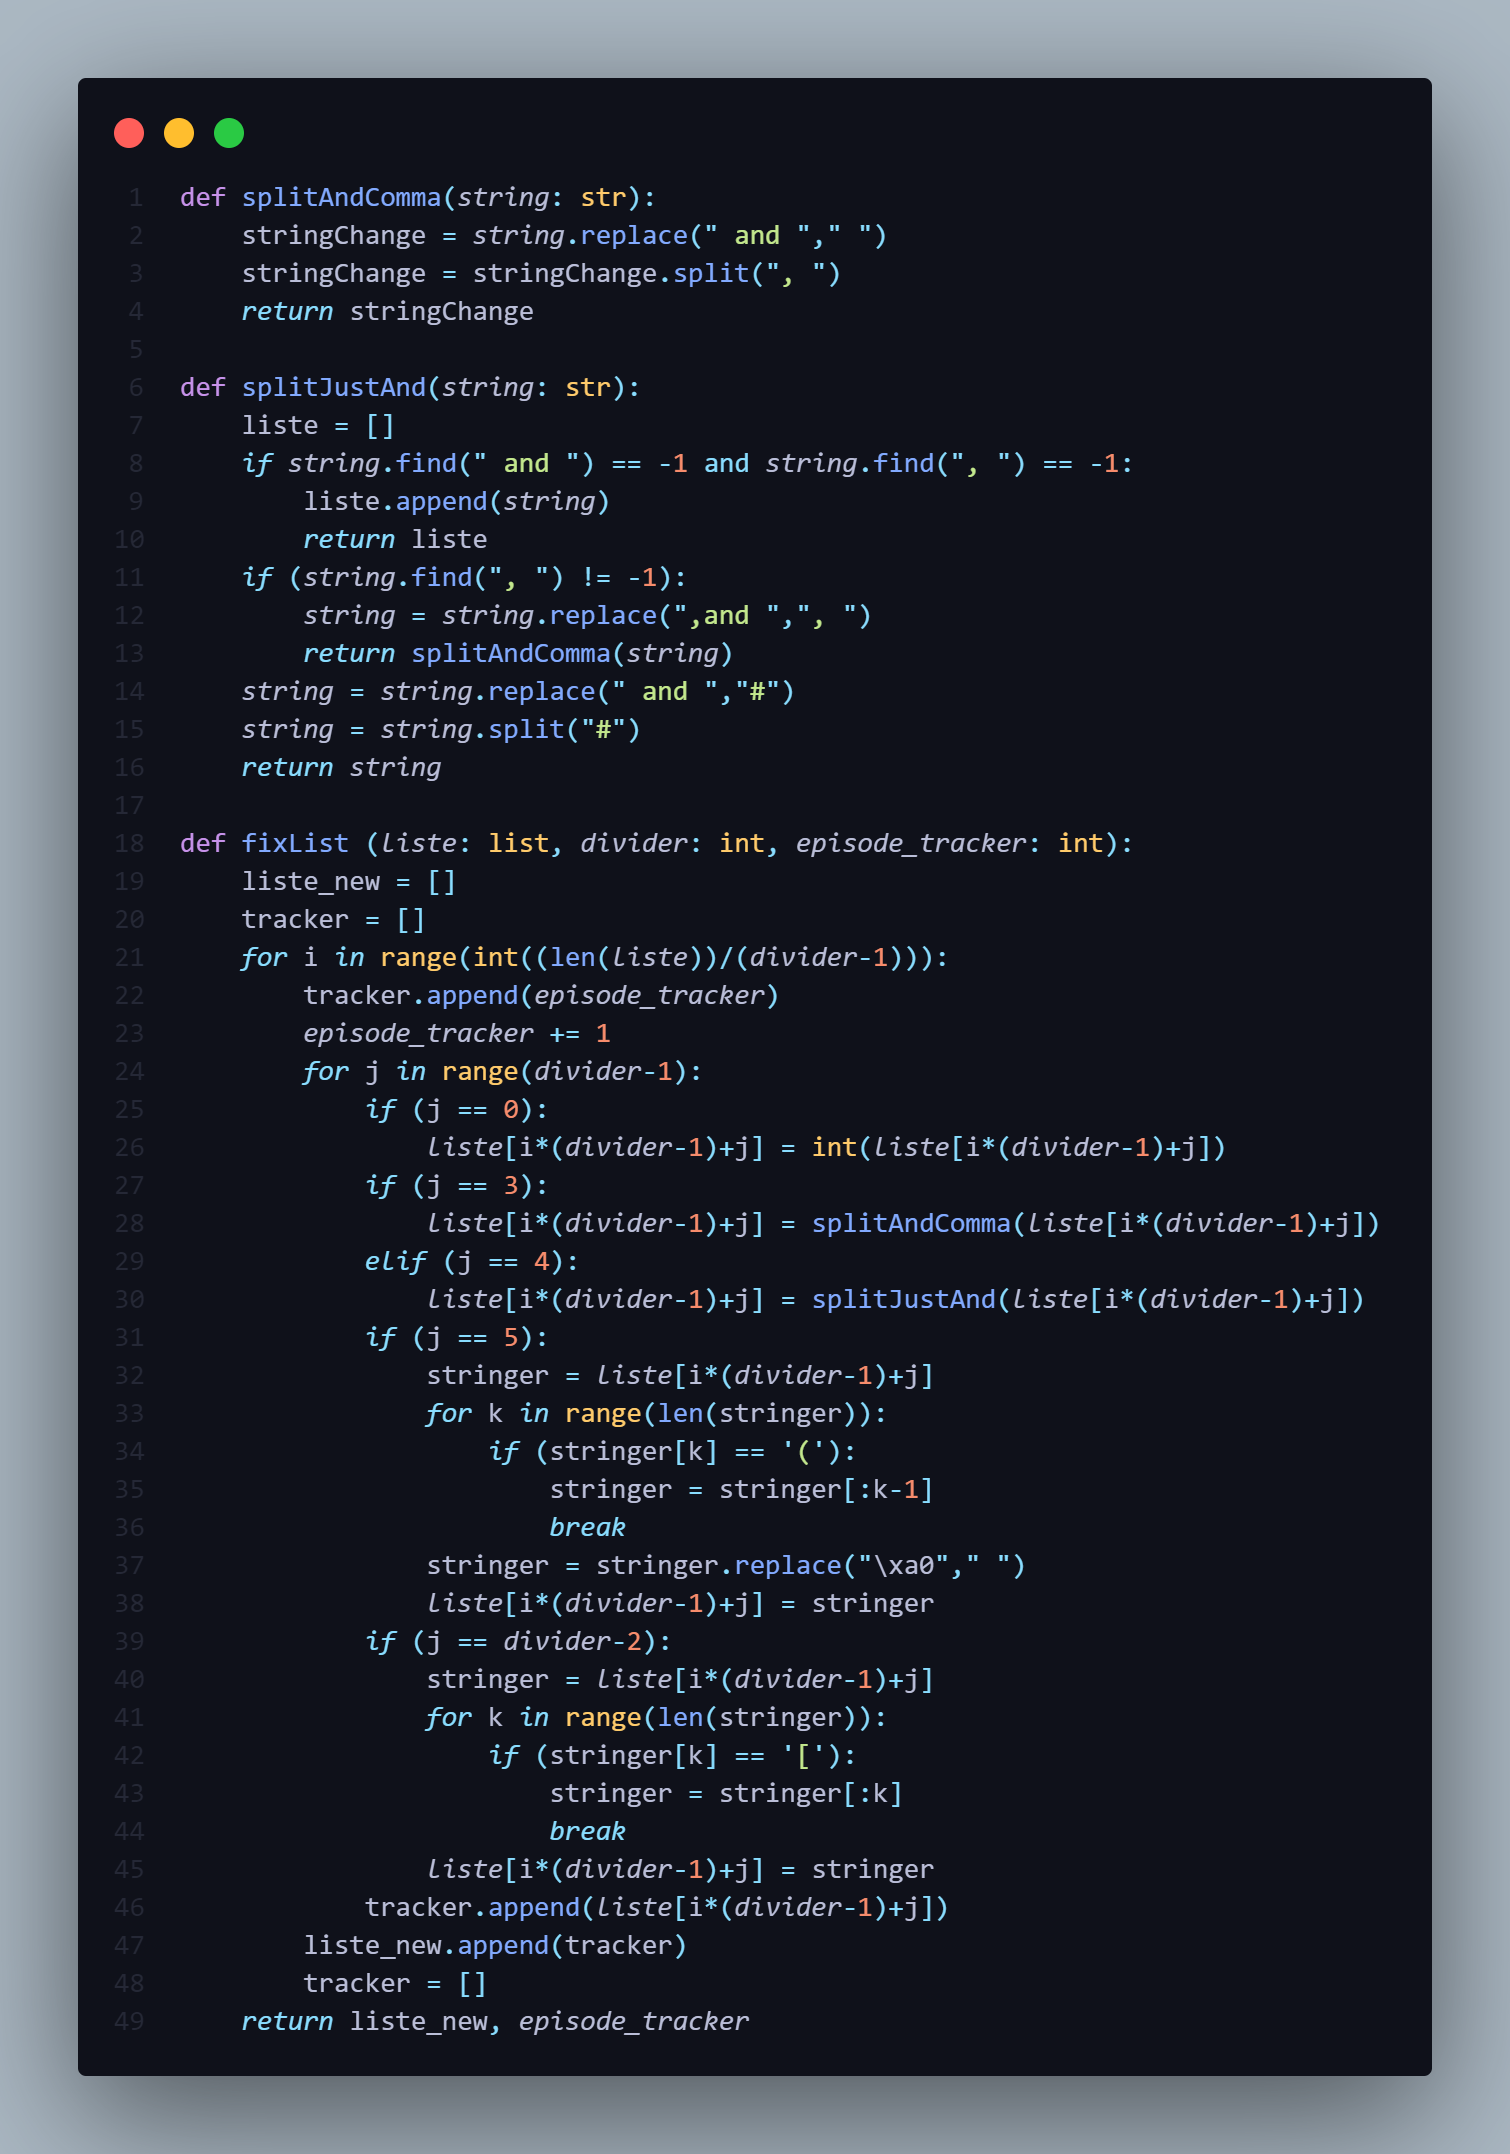 1 def splitAndComma(string: str):
2     stringChange = string.replace(" and "," ")
3     stringChange = stringChange.split(", ")
4     return stringChange
5
6 def splitJustAnd(string: str):
7     liste = []
8     if string.find(" and ") == -1 and string.find(", ") == -1:
9         liste.append(string)
10         return liste
11     if (string.find(", ") != -1):
12         string = string.replace(",and ",", ")
13         return splitAndComma(string)
14     string = string.replace(" and ","#")
15     string = string.split("#")
16     return string
17
18 def fixList (liste: list, divider: int, episode_tracker: int):
19     liste_new = []
20     tracker = []
21     for i in range(int((len(liste))/(divider-1))):
22         tracker.append(episode_tracker)
23         episode_tracker += 1
24         for j in range(divider-1):
25             if (j == 0):
26                 liste[i*(divider-1)+j] = int(liste[i*(divider-1)+j])
27             if (j == 3):
28                 liste[i*(divider-1)+j] = splitAndComma(liste[i*(divider-1)+j])
29             elif (j == 4):
30                 liste[i*(divider-1)+j] = splitJustAnd(liste[i*(divider-1)+j])
31             if (j == 5):
32                 stringer = liste[i*(divider-1)+j]
33                 for k in range(len(stringer)):
34                     if (stringer[k] == '('):
35                         stringer = stringer[:k-1]
36                         break
37                 stringer = stringer.replace("\xa0"," ")
38                 liste[i*(divider-1)+j] = stringer
39             if (j == divider-2):
40                 stringer = liste[i*(divider-1)+j]
41                 for k in range(len(stringer)):
42                     if (stringer[k] == '['):
43                         stringer = stringer[:k]
44                         break
45                 liste[i*(divider-1)+j] = stringer
46             tracker.append(liste[i*(divider-1)+j])
47         liste_new.append(tracker)
48         tracker = []
49     return liste_new, episode_tracker